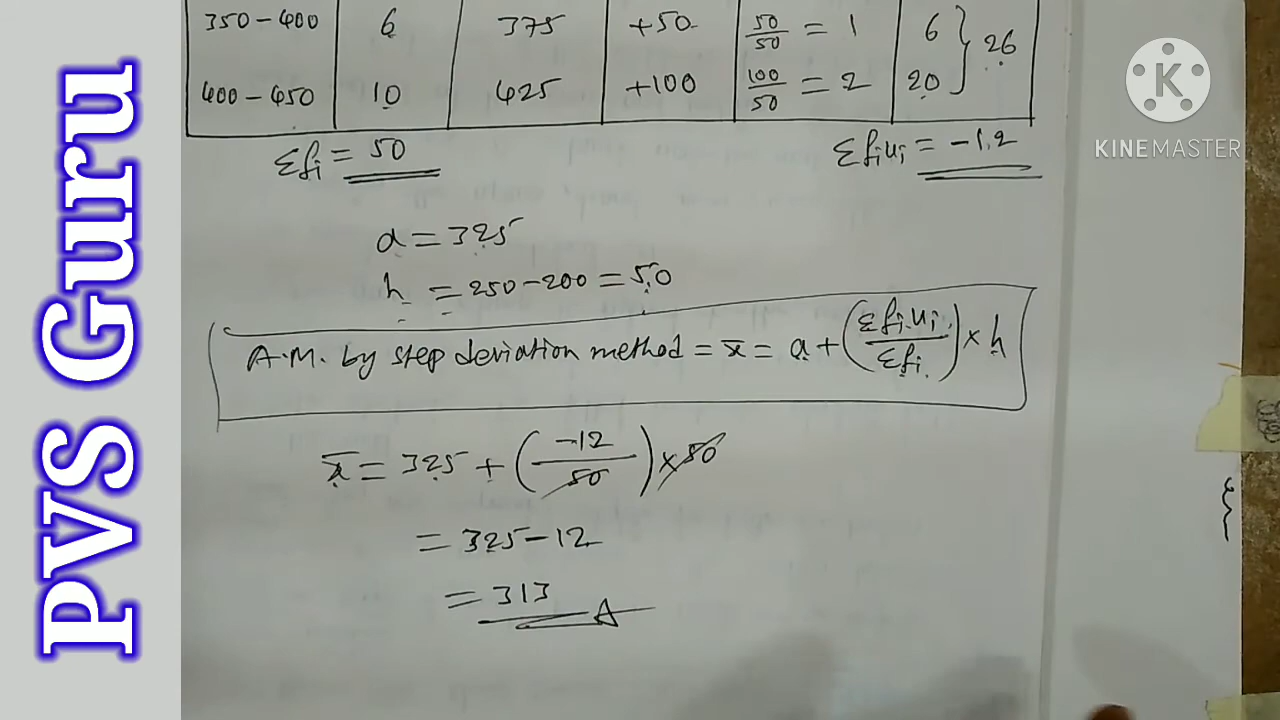 350-400 6 375 +50 50/50 = 1 6 } 26
400-450 10 425 +100 100/50 = 2 20
Σfi = 50 Σfiui = -12
a = 325
h = 250-200 = 50
A.M. by step deviation method = x̄ = a + (Σfiui/Σfi) × h
x̄ = 325 + (-12/50) × 50
= 325 - 12
= 313
PVS Guru
K
KINEMASTER